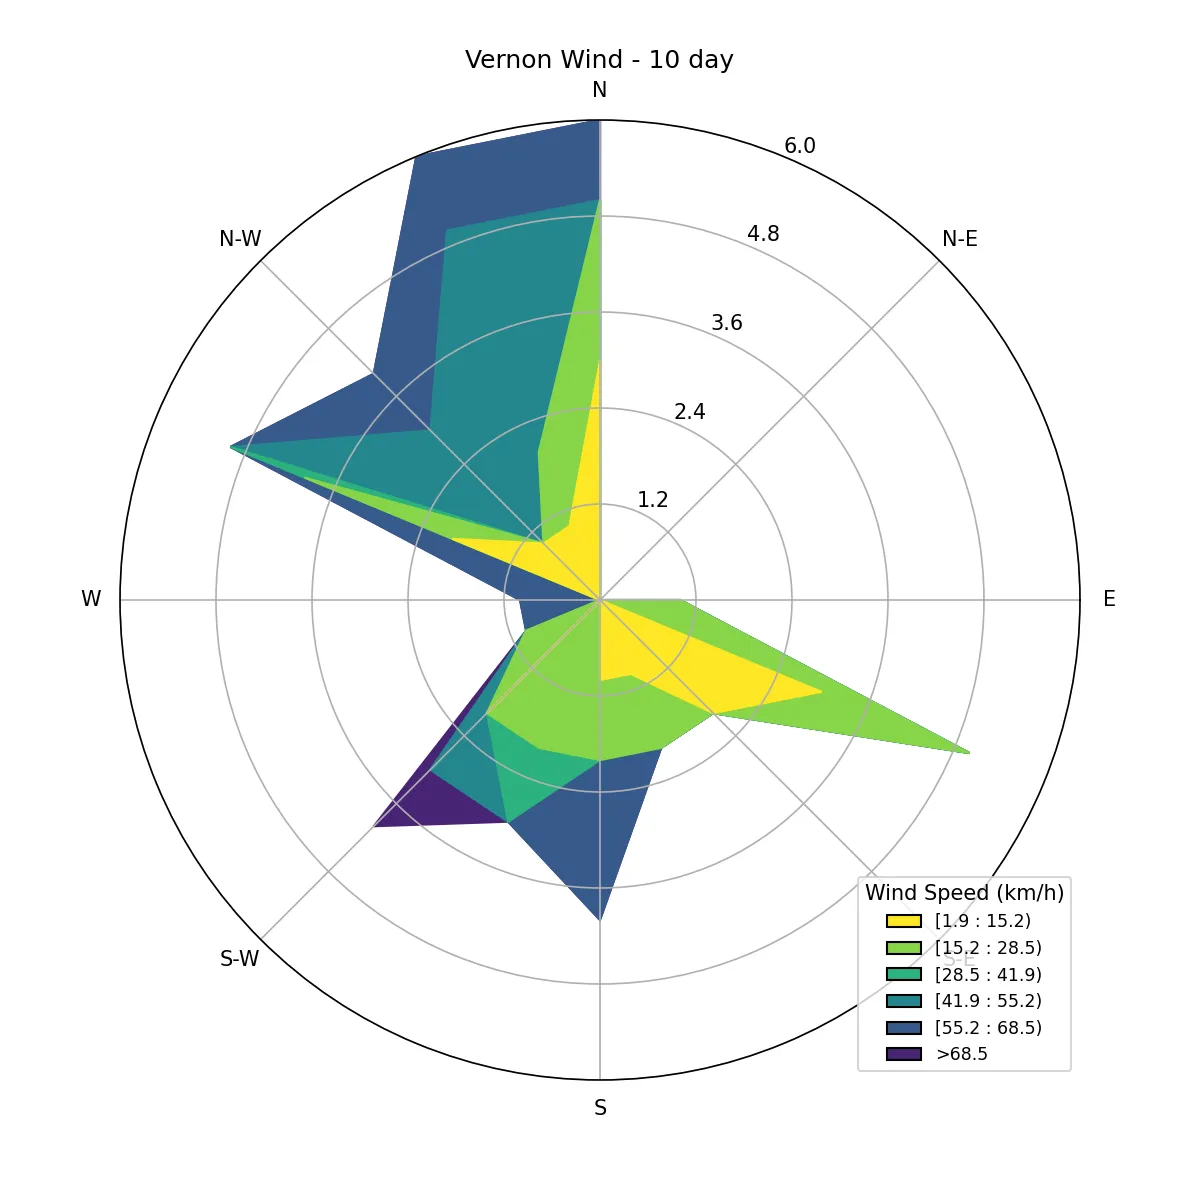 Vernon Wind - 10 day
N
6.0
N-W
4.8
N-E
3.6
2.4
1.2
W
E
S-W
S-E
Wind Speed (km/h)
[1.9 : 15.2)
[15.2 : 28.5)
[28.5 : 41.9)
[41.9 : 55.2)
[55.2 : 68.5)
>68.5
S